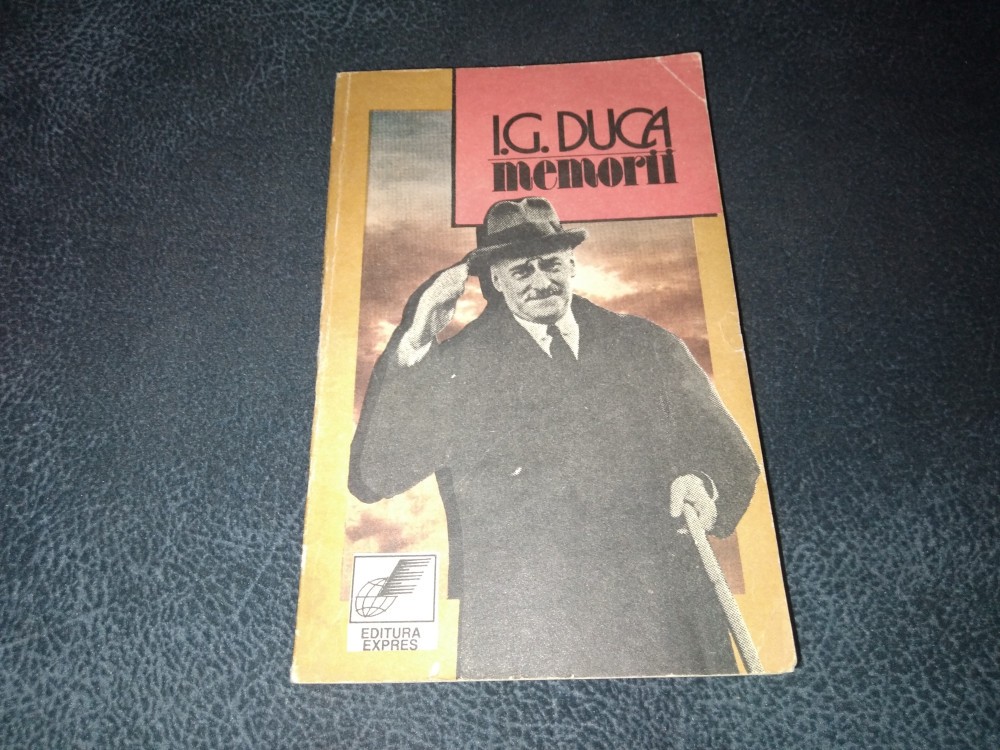 I.G. DUCA
memorii
EDITURA
EXPRES